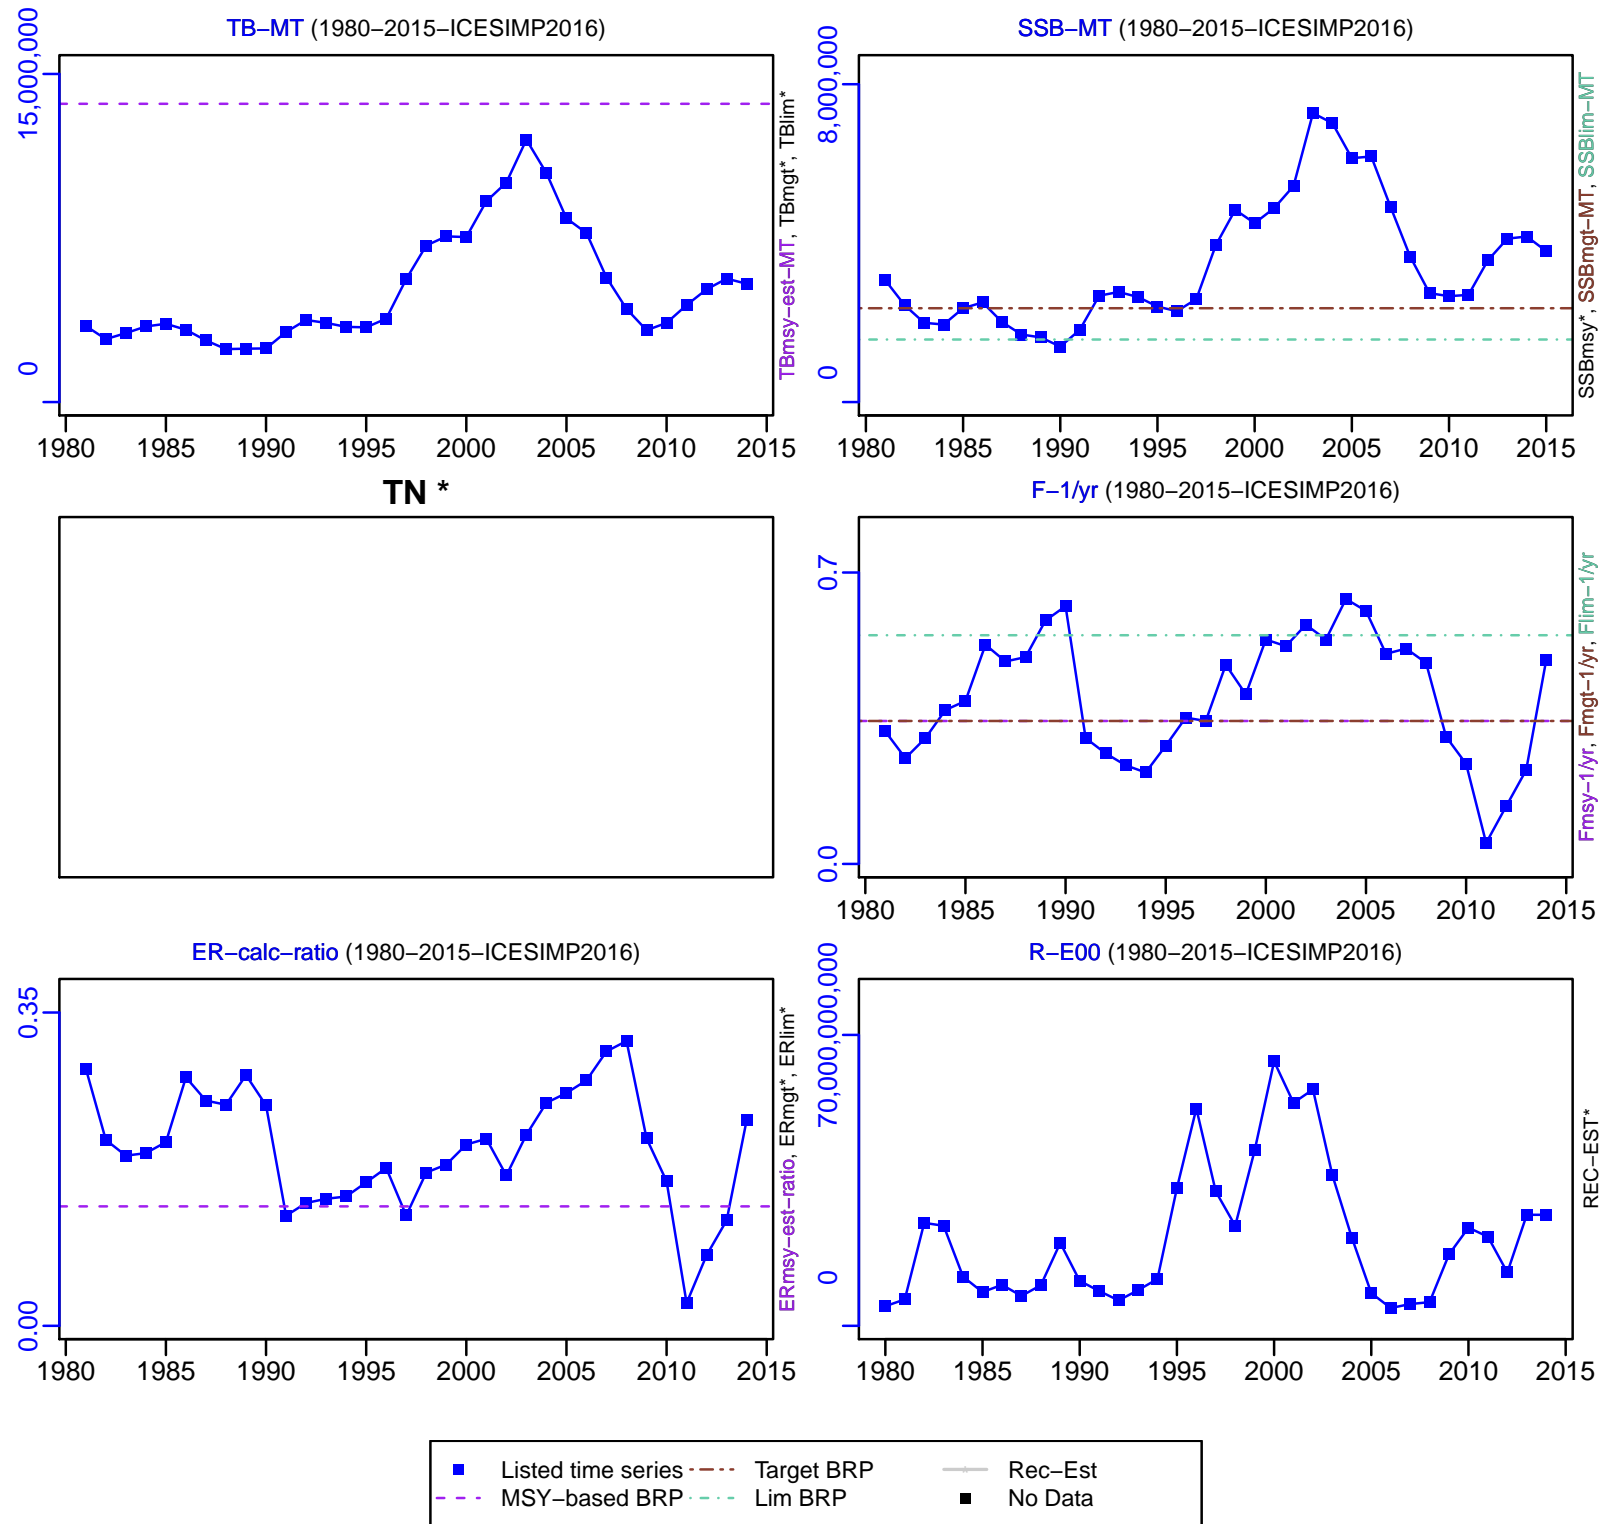 TB−MT (1980−2015−ICESIMP2016)
15,000,000
0
TBmsy−est−MT, TBmgt*, TBlim*
1980 1985 1990 1995 2000 2005 2010 2015
SSB−MT (1980−2015−ICESIMP2016)
8,000,000
0
SSBmsy*, SSBmgt−MT, SSBlim−MT
1980 1985 1990 1995 2000 2005 2010 2015
TN *
F−1/yr (1980−2015−ICESIMP2016)
0.7
0.0
Fmsy−1/yr, Fmgt−1/yr, Flim−1/yr
1980 1985 1990 1995 2000 2005 2010 2015
ER−calc−ratio (1980−2015−ICESIMP2016)
0.35
0.00
ERmsy−est−ratio, ERmgt*, ERlim*
1980 1985 1990 1995 2000 2005 2010 2015
R−E00 (1980−2015−ICESIMP2016)
70,000,000,000
0
REC−EST*
1980 1985 1990 1995 2000 2005 2010 2015
Listed time series Target BRP Rec−Est
MSY−based BRP Lim BRP No Data